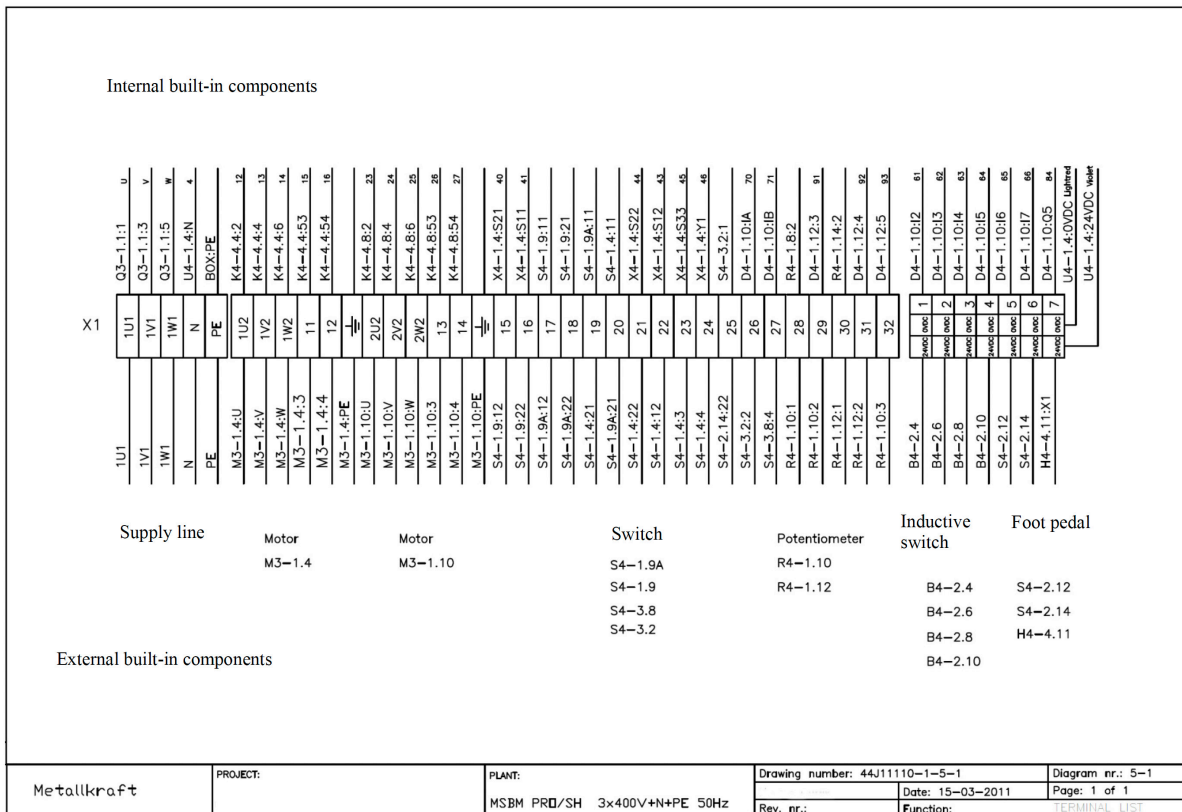 Internal built-in components
U
V
W
4
12
13
14
15
16
23
24
25
26
27
40
41
44
43
45
46
70
71
91
92
93
61
62
63
64
65
66
84
Lightred
Violet
Q3-1.1:1
Q3-1.1:3
Q3-1.1:5
U4-1.4:N
BOX:PE
K4-4.4:2
K4-4.4:4
K4-4.4:6
K4-4.4:53
K4-4.4:54
K4-4.8:2
K4-4.8:4
K4-4.8:6
K4-4.8:53
K4-4.8:54
X4-1.4:S21
X4-1.4:S11
S4-1.9:11
S4-1.9:21
S4-1.9A:11
S4-1.4:11
X4-1.4:S22
X4-1.4:S12
X4-1.4:S33
X4-1.4:Y1
S4-3.2:1
D4-1.10:IA
D4-1.10:IB
R4-1.8:2
D4-1.12:3
D4-1.14:2
D4-1.12:4
D4-1.12:5
D4-1.10:I2
D4-1.10:I3
D4-1.10:I4
D4-1.10:I5
D4-1.10:I6
D4-1.10:I7
D4-1.10:Q5
U4-1.4:0VDC
U4-1.4:24VDC
X1
1U1
1V1
1W1
N
PE
1U2
1V2
1W2
11
12
2U2
2V2
2W2
13
14
15
16
17
18
19
20
21
22
23
24
25
26
27
28
29
30
31
32
1
2
3
4
5
6
7
0VDC
0VDC
0VDC
0VDC
0VDC
0VDC
0VDC
24VDC
24VDC
24VDC
24VDC
24VDC
24VDC
24VDC
1U1
1V1
1W1
N
PE
M3-1.4:U
M3-1.4:V
M3-1.4:W
M3-1.4:3
M3-1.4:4
M3-1.4:PE
M3-1.10:U
M3-1.10:V
M3-1.10:W
M3-1.10:3
M3-1.10:4
M3-1.10:PE
S4-1.9:12
S4-1.9:22
S4-1.9A:12
S4-1.9A:22
S4-1.4:21
S4-1.9A:21
S4-1.4:22
S4-1.4:12
S4-1.4:3
S4-1.4:4
S4-2.14:22
S4-3.2:2
S4-3.8:4
R4-1.10:1
R4-1.10:2
R4-1.12:1
R4-1.12:2
R4-1.10:3
B4-2.4
B4-2.6
B4-2.8
B4-2.10
S4-2.12
S4-2.14
H4-4.11:X1
Supply line
Motor
M3-1.4
Motor
M3-1.10
Switch
S4-1.9A
S4-1.9
S4-3.8
S4-3.2
Potentiometer
R4-1.10
R4-1.12
Inductive
switch
B4-2.4
B4-2.6
B4-2.8
B4-2.10
Foot pedal
S4-2.12
S4-2.14
H4-4.11
External built-in components
Metallkraft
PROJECT:
PLANT:
MSBM PRO/SH 3x400V+N+PE 50Hz
Drawing number: 44J11110-1-5-1
Diagram nr.: 5-1
Date: 15-03-2011
Page: 1 of 1
Rev. nr.:
Function:
TERMINAL LIST